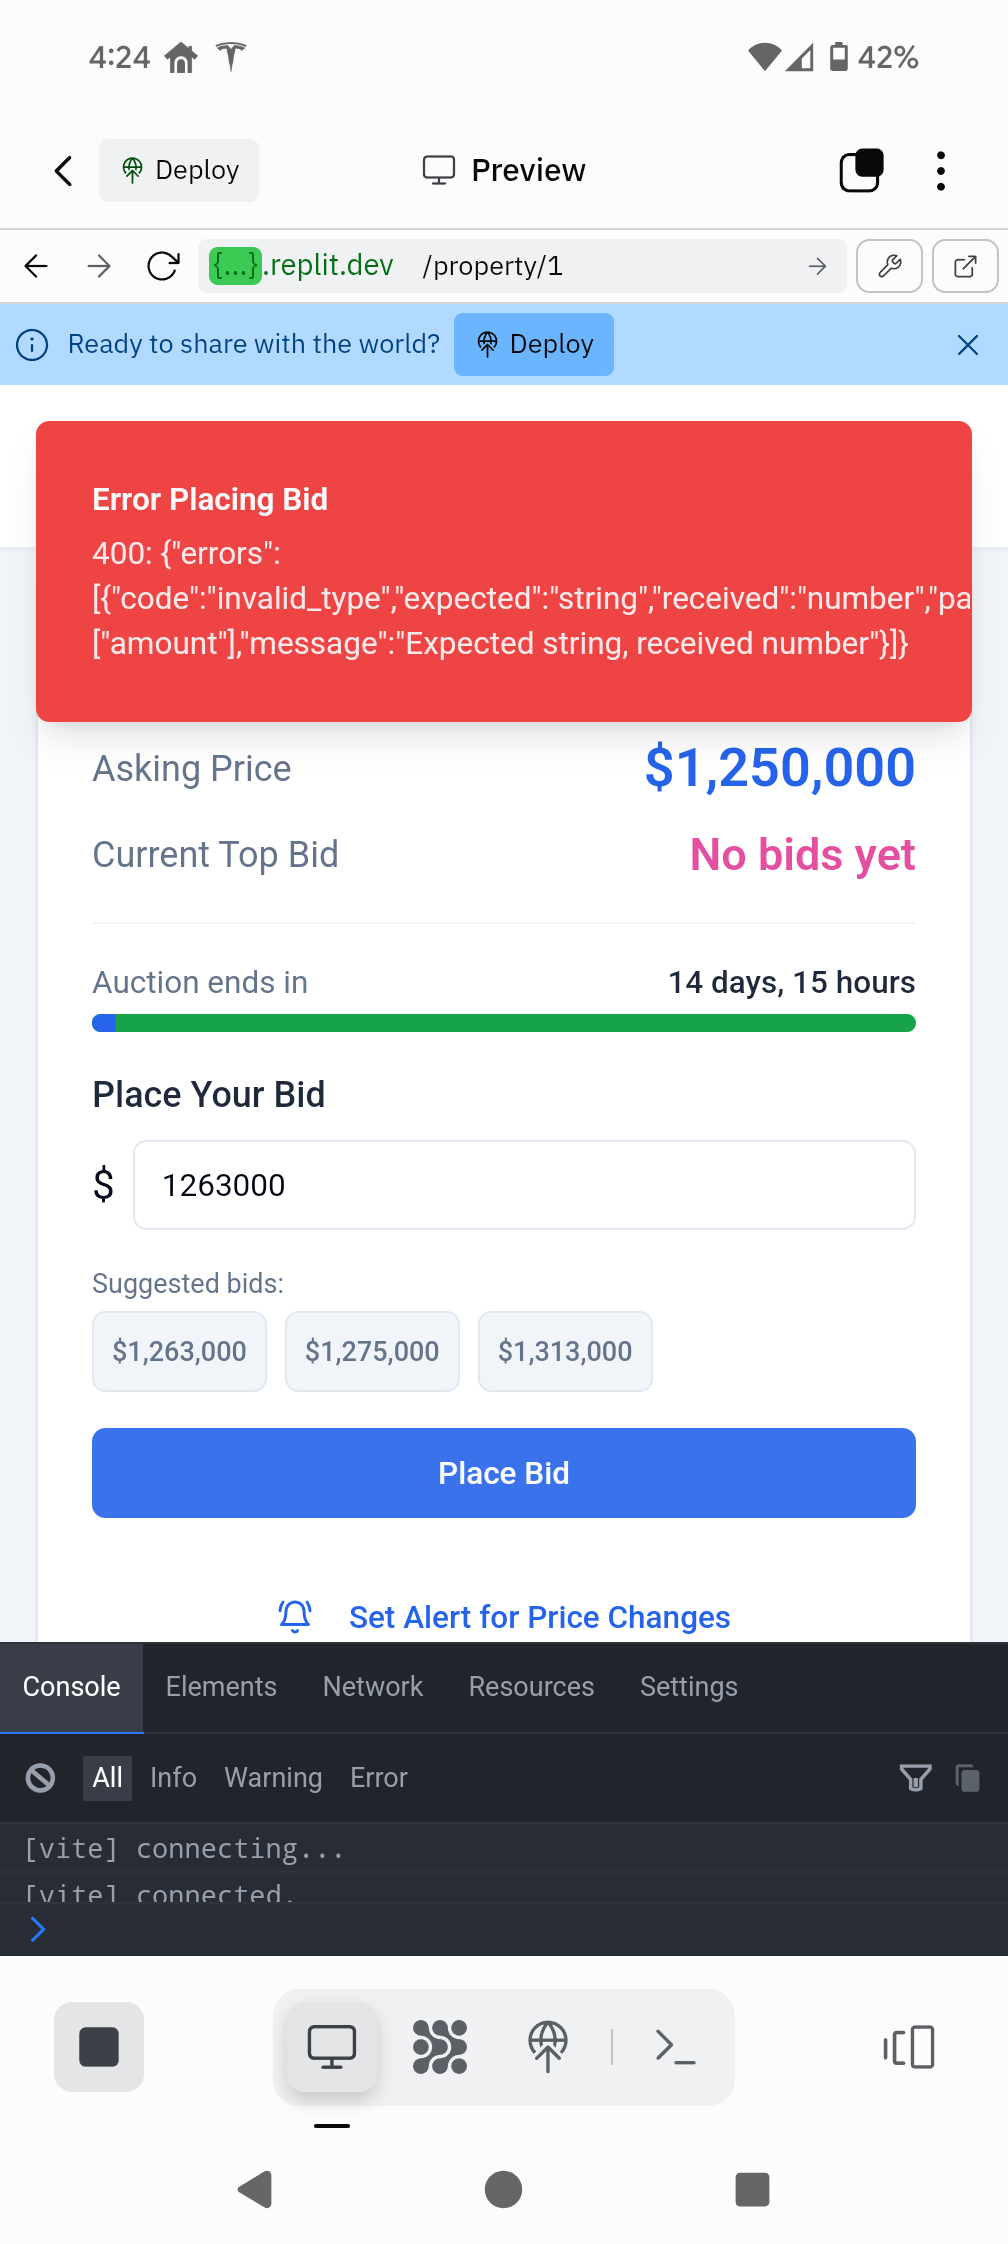 4:24
42%
Deploy
Preview
{...}.replit.dev /property/1
Ready to share with the world?
Deploy
Error Placing Bid
400: {"errors":
[{"code":"invalid_type","expected":"string","received":"number","pa
["amount"],"message":"Expected string, received number"}]}
Asking Price
$1,250,000
Current Top Bid
No bids yet
Auction ends in
14 days, 15 hours
Place Your Bid
$ 1263000
Suggested bids:
$1,263,000
$1,275,000
$1,313,000
Place Bid
Set Alert for Price Changes
Console Elements Network Resources Settings
All Info Warning Error
[vite] connecting...
[vite] connected.